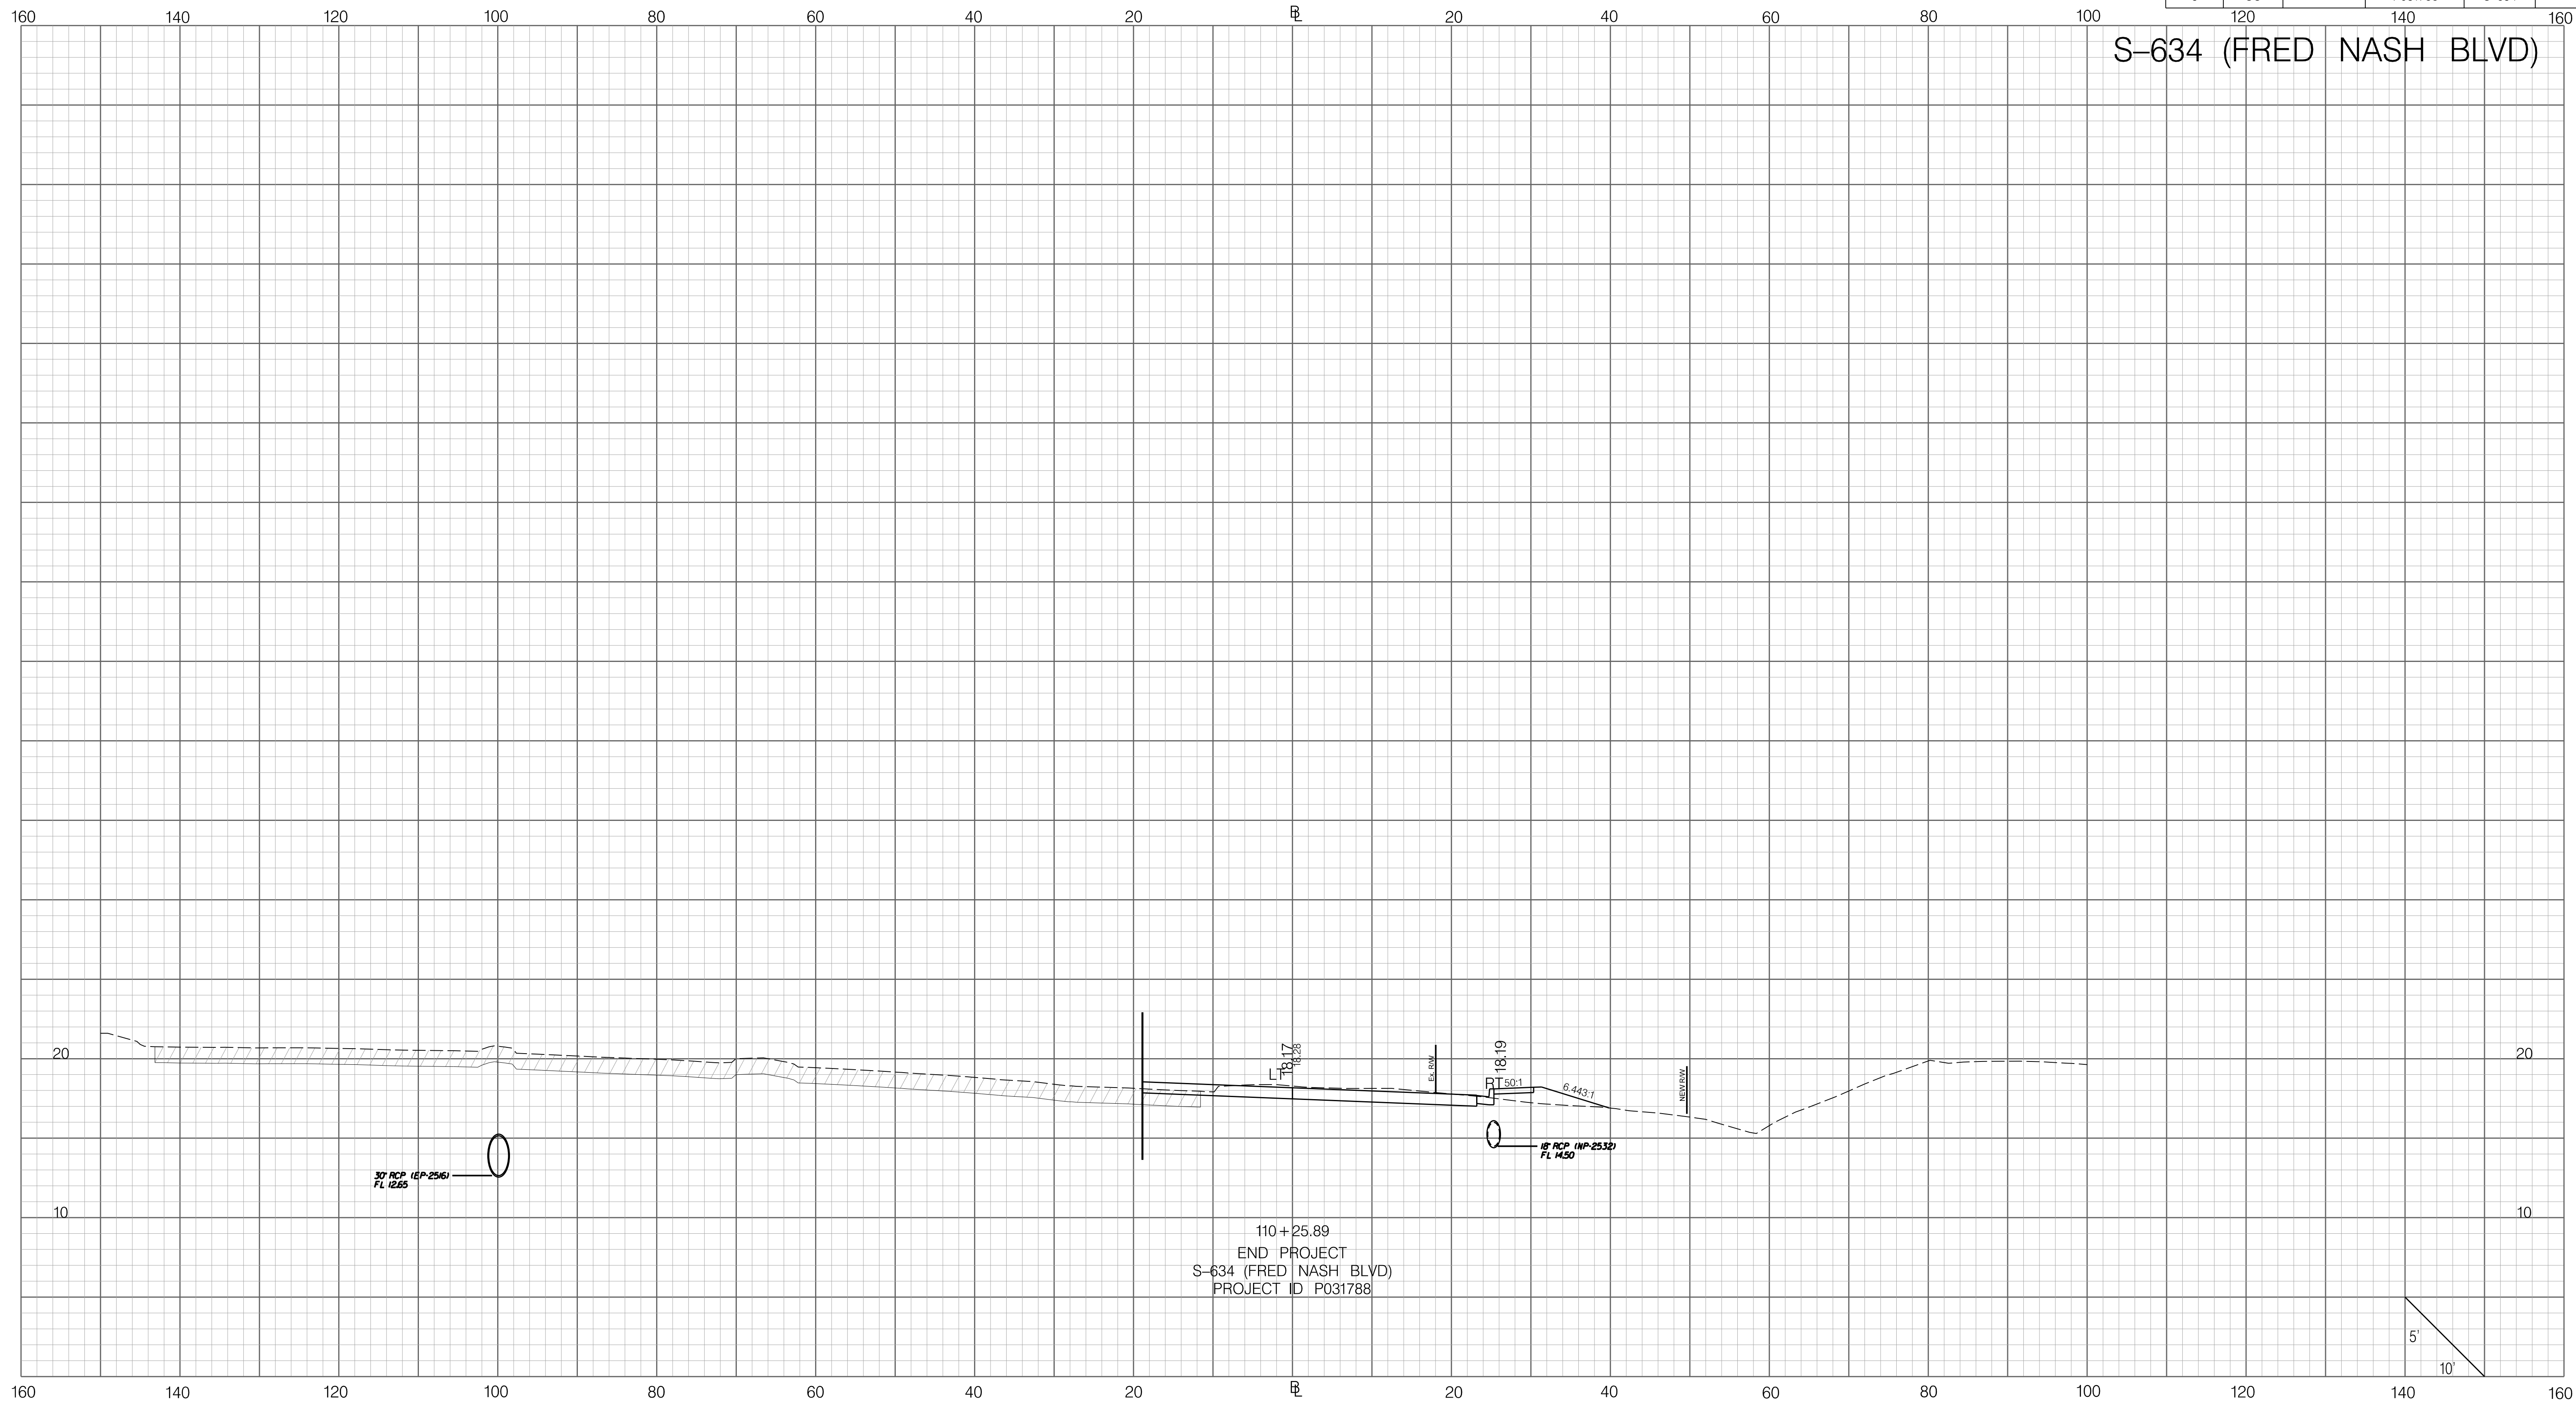 160 140 120 100 80 60 40 20 BL 20 40 60 80 100 120 140 160
S–634 (FRED NASH BLVD)
18.17
18.28
LT
Ex. R/W
18.19
RT
50:1
6.443:1
NEW R/W
20
20
18" RCP (NP-2532)
FL 14.50
30" RCP (EP-2516)
FL 12.65
10
10
110+25.89
END PROJECT
S–634 (FRED NASH BLVD)
PROJECT ID P031788
5'
10'
160 140 120 100 80 60 40 20 BL 20 40 60 80 100 120 140 160